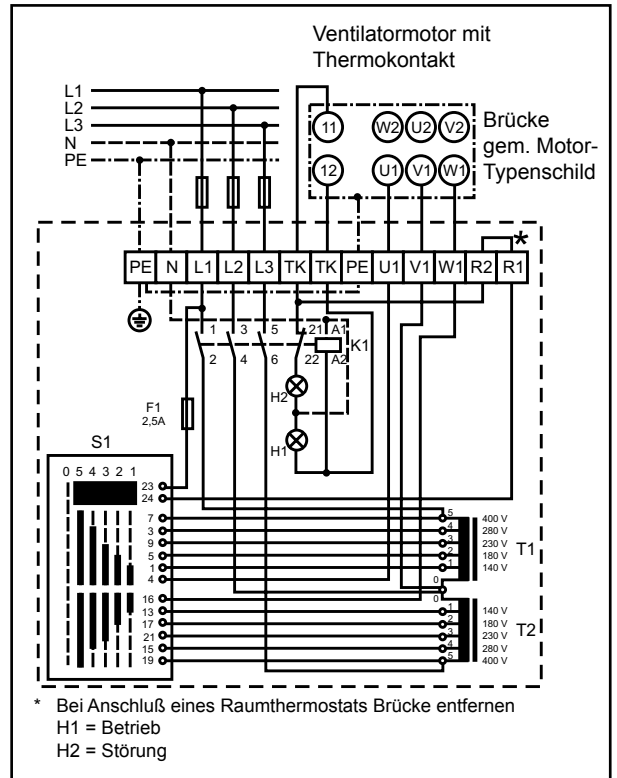 Ventilatormotor mit
Thermokontakt
L1
L2
L3
N
PE
11 W2 U2 V2
12 U1 V1 W1
Brücke
gem. Motor-
Typenschild
*
PE N L1 L2 L3 TK TK PE U1 V1 W1 R2 R1
1 3 5 21 A1
2 4 6 22 A2
K1
H2
H1
F1
2,5A
S1
0 5 4 3 2 1
23
24
7
3
9
5
1
4
16
13
17
21
15
19
5 400 V
4 280 V
3 230 V
2 180 V
1 140 V
0
T1
0
1 140 V
2 180 V
3 230 V
4 280 V
5 400 V
T2
* Bei Anschluß eines Raumthermostats Brücke entfernen
H1 = Betrieb
H2 = Störung